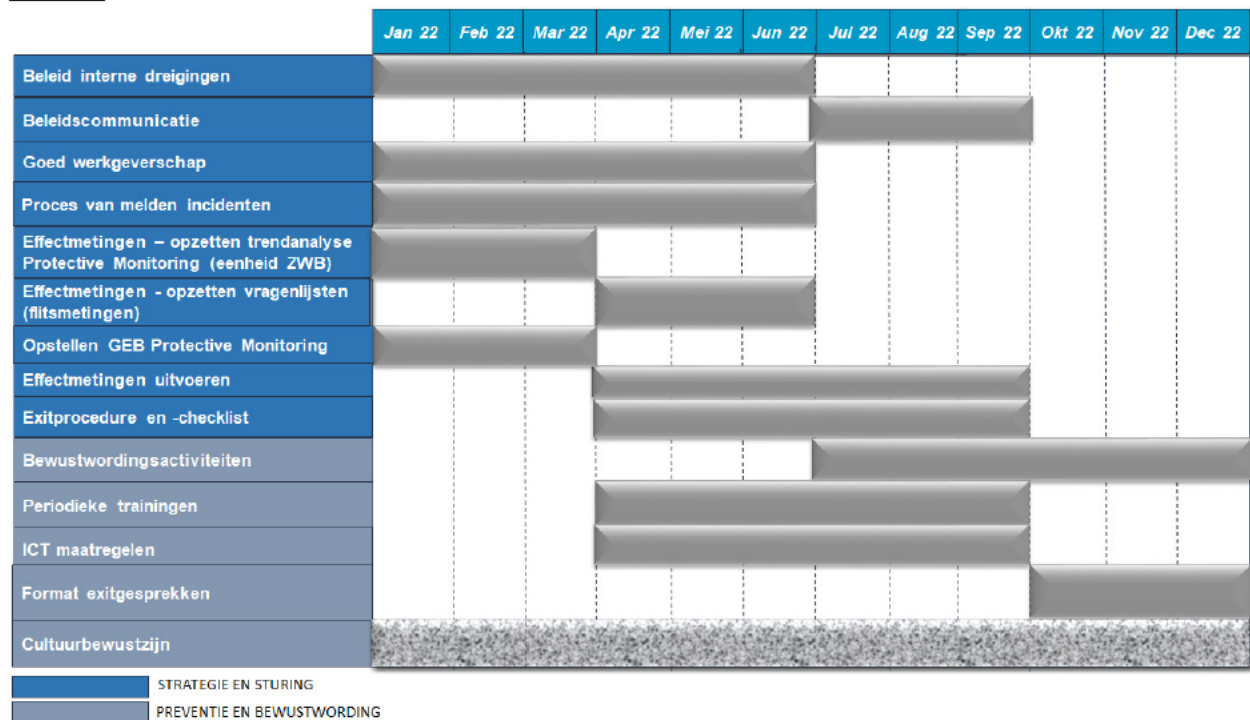 Jan 22 Feb 22 Mar 22 Apr 22 Mei 22 Jun 22 Jul 22 Aug 22 Sep 22 Okt 22 Nov 22 Dec 22
Beleid interne dreigingen
Beleidscommunicatie
Goed werkgeverschap
Proces van melden incidenten
Effectmetingen – opzetten trendanalyse
Protective Monitoring (eenheid ZWB)
Effectmetingen - opzetten vragenlijsten
(flitsmetingen)
Opstellen GEB Protective Monitoring
Effectmetingen uitvoeren
Exitprocedure en -checklist
Bewustwordingsactiviteiten
Periodieke trainingen
ICT maatregelen
Format exitgesprekken
Cultuurbewustzijn
STRATEGIE EN STURING
PREVENTIE EN BEWUSTWORDING